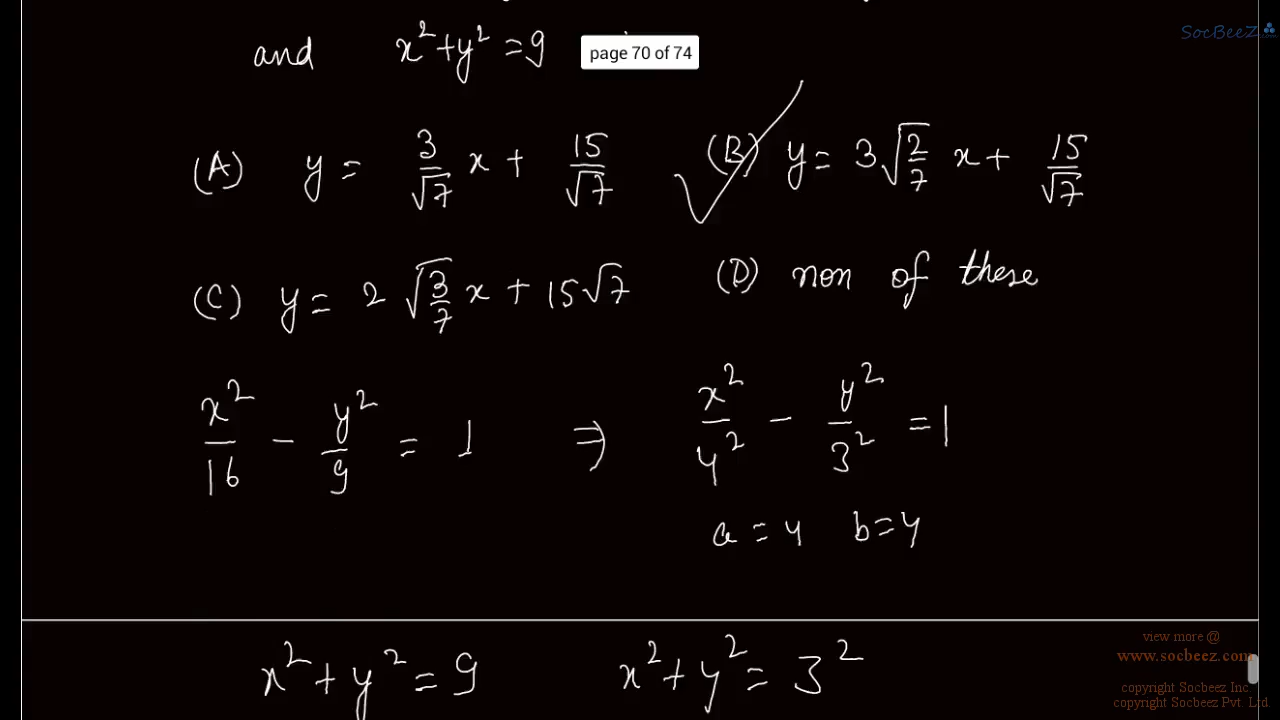 SocBeeZ
and x² + y² = 9
page 70 of 74
(A) y = 3/√7 x + 15/√7 (B) y = 3√(2/7) x + 15/√7
(C) y = 2√(3/7) x + 15√7 (D) non of these
x²/16 - y²/9 = 1 ⇒ x²/4² - y²/3² = 1
a = 4 b = 4
x² + y² = 9 x² + y² = 3²
view more @
www.socbeez.com
copyright Socbeez Inc.
copyright Socbeez Pvt. Ltd.